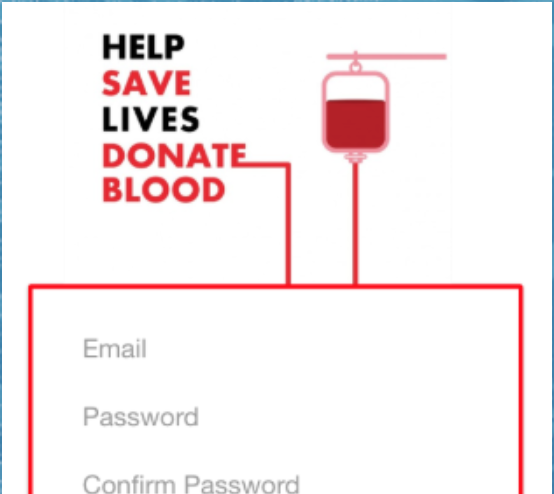 HELP
SAVE
LIVES
DONATE
BLOOD
Email
Password
Confirm Password